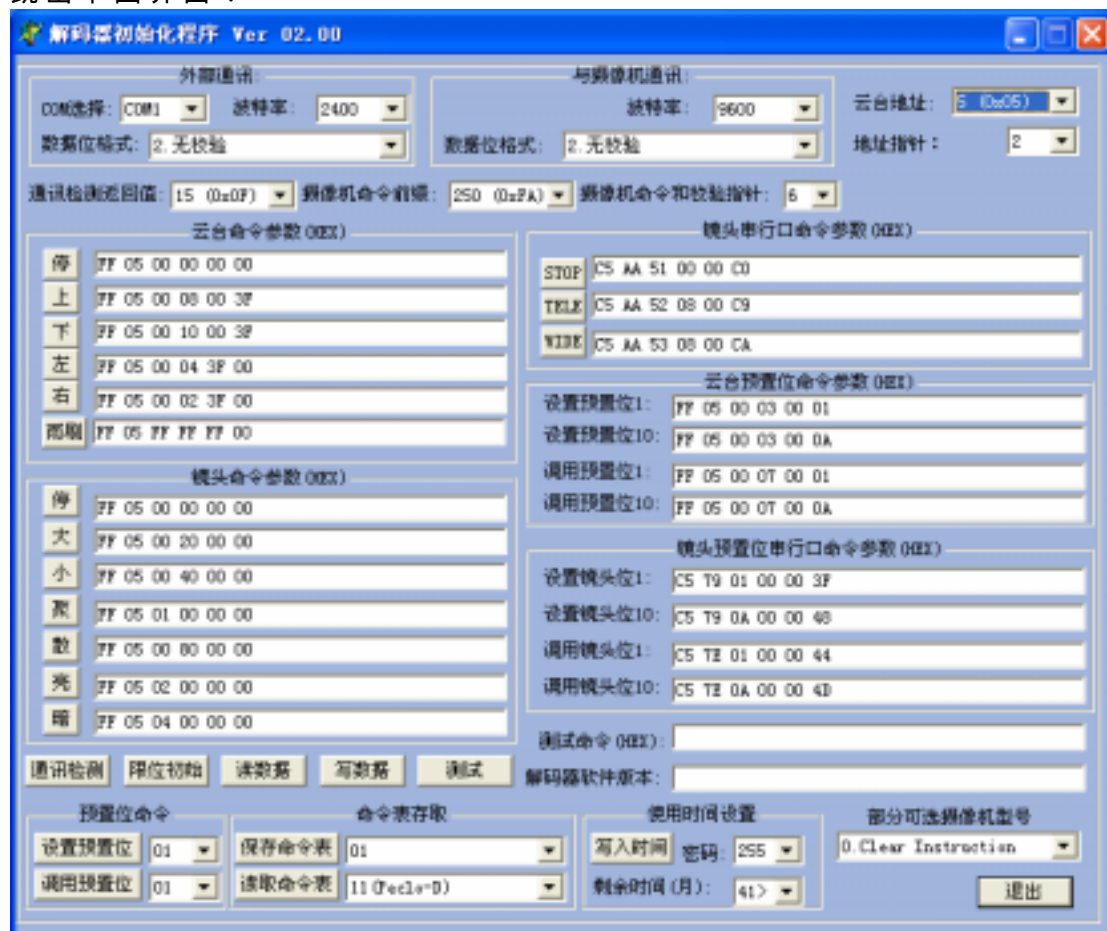 解码器初始化程序 Ver 02.00
外部通讯:
COM选择: COM1 波特率: 2400
数据位格式: 2.无校验
与摄像机通讯:
波特率: 9600
数据位格式: 2.无校验
云台地址: 5 (0x05)
地址指针: 2
通讯检测返回值: 15 (0x0F) 摄像机命令前缀: 250 (0xFA) 摄像机命令和校验指针: 6
云台命令参数(HEX)
停 FF 05 00 00 00 00
上 FF 05 00 08 00 3F
下 FF 05 00 10 00 3F
左 FF 05 00 04 3F 00
右 FF 05 00 02 3F 00
雨刷 FF 05 FF FF FF 00
镜头命令参数(HEX)
停 FF 05 00 00 00 00
大 FF 05 00 20 00 00
小 FF 05 00 40 00 00
聚 FF 05 01 00 00 00
散 FF 05 00 80 00 00
亮 FF 05 02 00 00 00
暗 FF 05 04 00 00 00
镜头串行口命令参数(HEX)
STOP C5 AA 51 00 00 C0
TELE C5 AA 52 08 00 C9
WIDE C5 AA 53 08 00 CA
云台预置位命令参数(HEX)
设置预置位1: FF 05 00 03 00 01
设置预置位10: FF 05 00 03 00 0A
调用预置位1: FF 05 00 07 00 01
调用预置位10: FF 05 00 07 00 0A
镜头预置位串行口命令参数(HEX)
设置镜头位1: C5 79 01 00 00 3F
设置镜头位10: C5 79 0A 00 00 48
调用镜头位1: C5 7E 01 00 00 44
调用镜头位10: C5 7E 0A 00 00 4D
测试命令(HEX):
解码器软件版本:
通讯检测 限位初始 读数据 写数据 测试
预置位命令
设置预置位 01
调用预置位 01
命令表存取
保存命令表 01
读取命令表 11(Peclo-D)
使用时间设置
写入时间 密码: 255
剩余时间(月): 41>
部分可选摄像机型号
0.Clear Instruction
退出